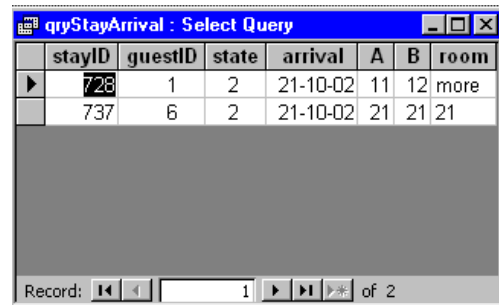 qryStayArrival : Select Query
stayID guestID state arrival A B room
728 1 2 21-10-02 11 12 more
737 6 2 21-10-02 21 21 21
Record: 1 of 2